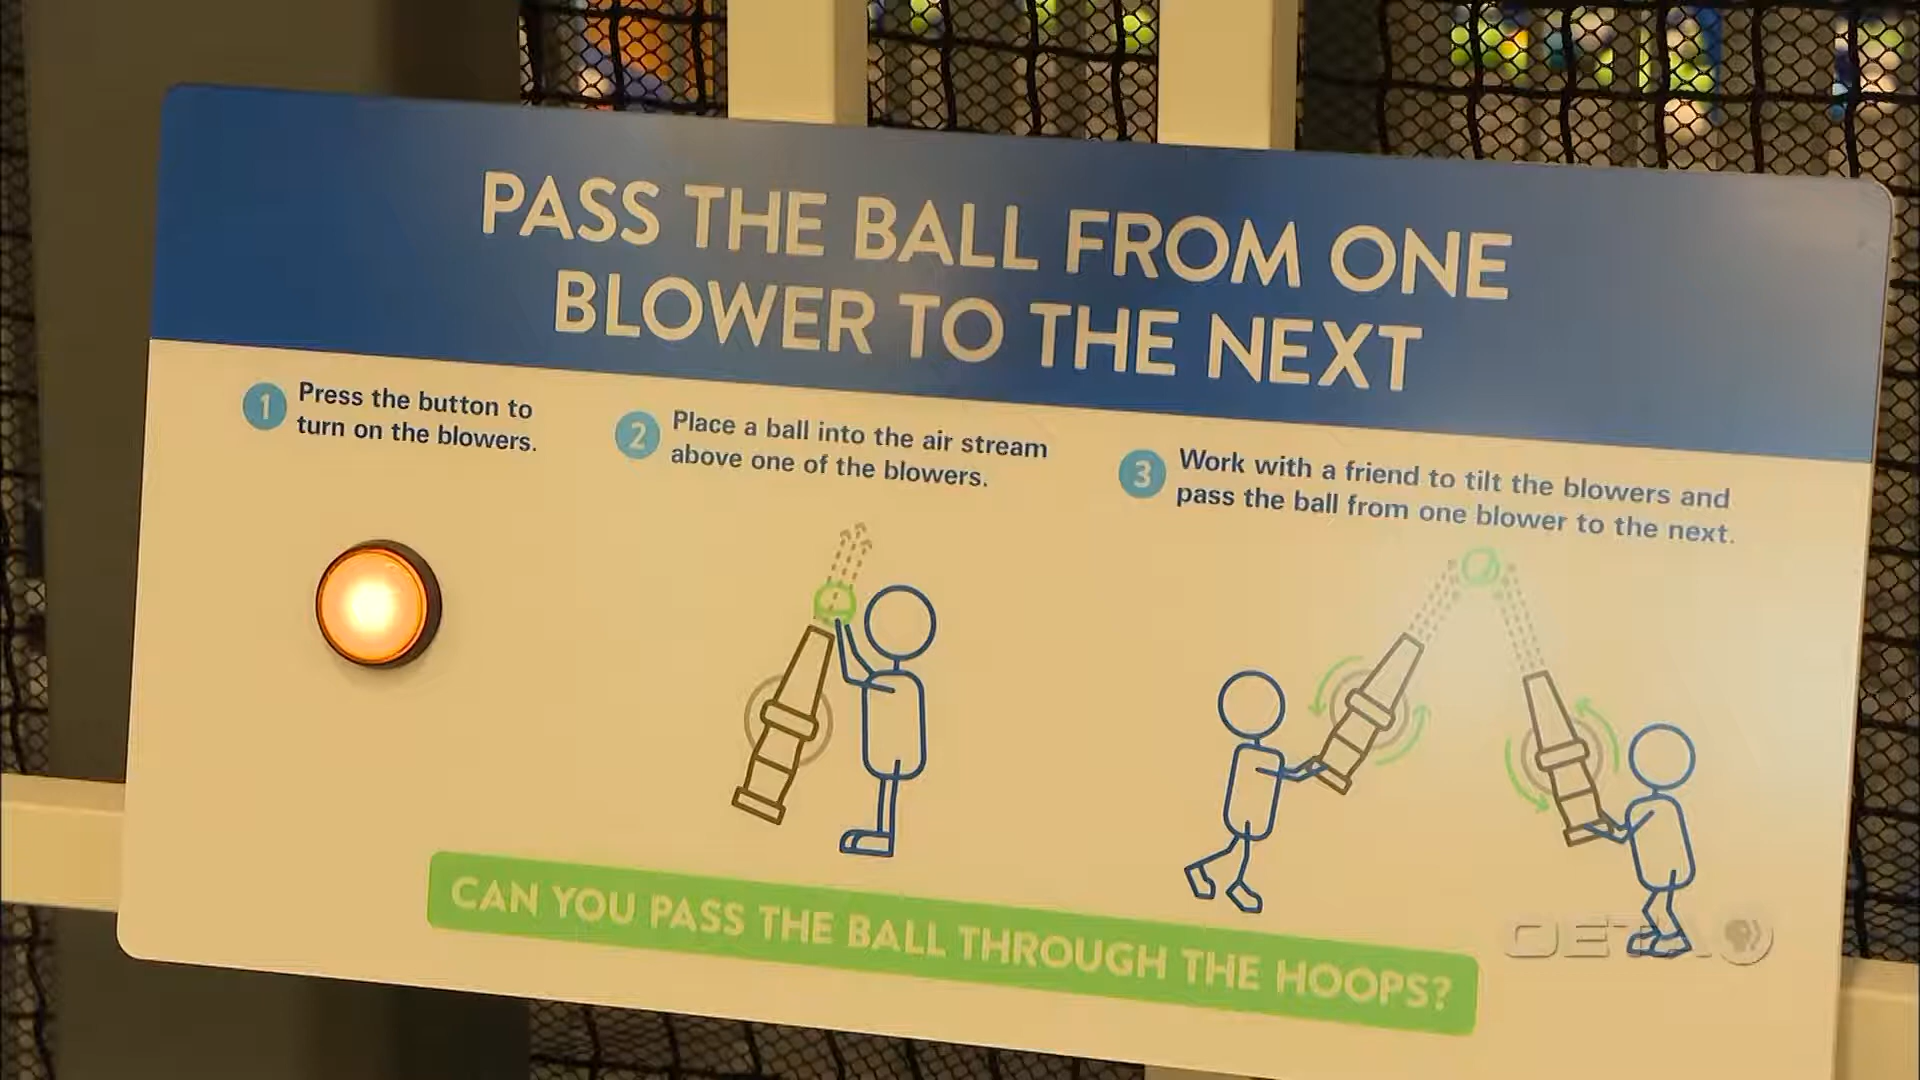 PASS THE BALL FROM ONE
BLOWER TO THE NEXT
1 Press the button to
turn on the blowers.
2 Place a ball into the air stream
above one of the blowers.
3 Work with a friend to tilt the blowers and
pass the ball from one blower to the next.
CAN YOU PASS THE BALL THROUGH THE HOOPS?
OETA